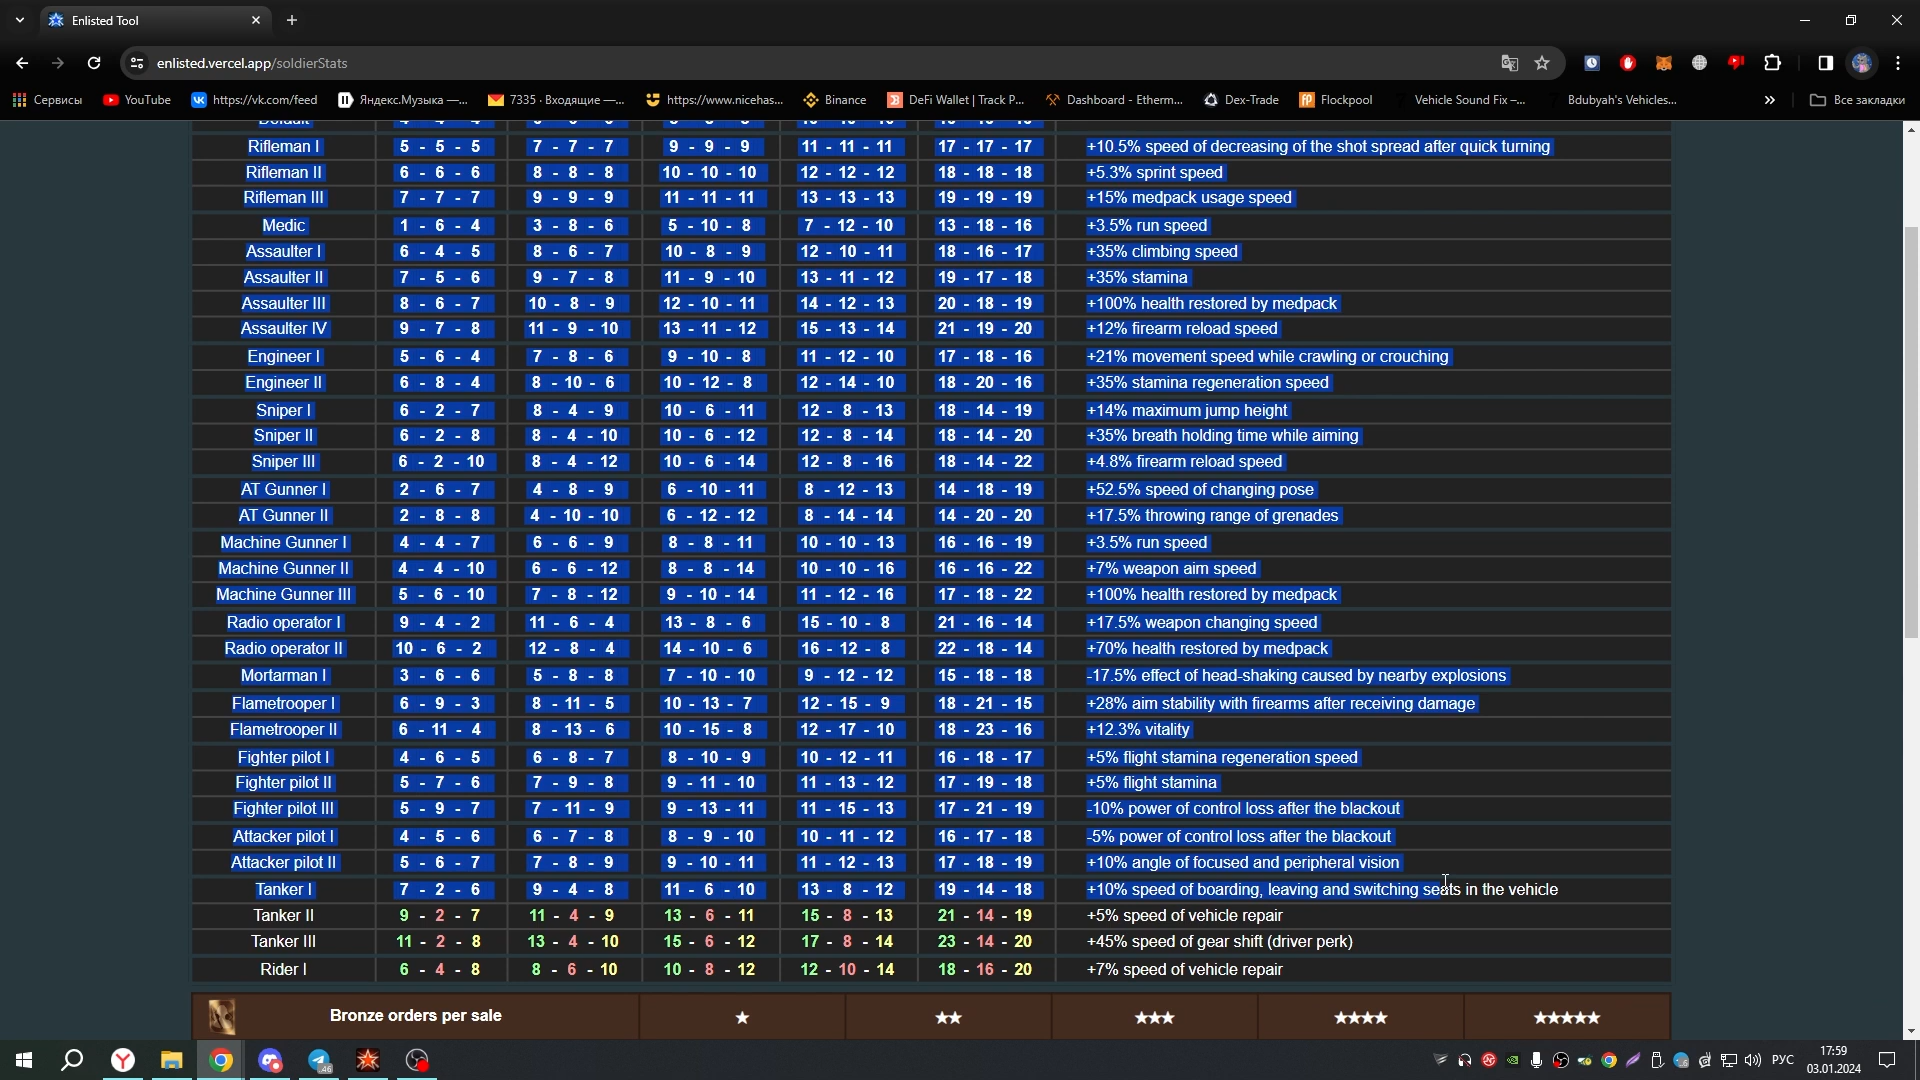 Enlisted Tool
enlisted.vercel.app/soldierStats
Сервисы YouTube https://vk.com/feed Яндекс.Музыка —... 7335 · Входящие —... https://www.nicehas... Binance DeFi Wallet | Track P... Dashboard - Etherm... Dex-Trade Flockpool Vehicle Sound Fix –... Bdubyah's Vehicles... » Все закладки
Rifleman I 5 - 5 - 5 7 - 7 - 7 9 - 9 - 9 11 - 11 - 11 17 - 17 - 17 +10.5% speed of decreasing of the shot spread after quick turning
Rifleman II 6 - 6 - 6 8 - 8 - 8 10 - 10 - 10 12 - 12 - 12 18 - 18 - 18 +5.3% sprint speed
Rifleman III 7 - 7 - 7 9 - 9 - 9 11 - 11 - 11 13 - 13 - 13 19 - 19 - 19 +15% medpack usage speed
Medic 1 - 6 - 4 3 - 8 - 6 5 - 10 - 8 7 - 12 - 10 13 - 18 - 16 +3.5% run speed
Assaulter I 6 - 4 - 5 8 - 6 - 7 10 - 8 - 9 12 - 10 - 11 18 - 16 - 17 +35% climbing speed
Assaulter II 7 - 5 - 6 9 - 7 - 8 11 - 9 - 10 13 - 11 - 12 19 - 17 - 18 +35% stamina
Assaulter III 8 - 6 - 7 10 - 8 - 9 12 - 10 - 11 14 - 12 - 13 20 - 18 - 19 +100% health restored by medpack
Assaulter IV 9 - 7 - 8 11 - 9 - 10 13 - 11 - 12 15 - 13 - 14 21 - 19 - 20 +12% firearm reload speed
Engineer I 5 - 6 - 4 7 - 8 - 6 9 - 10 - 8 11 - 12 - 10 17 - 18 - 16 +21% movement speed while crawling or crouching
Engineer II 6 - 8 - 4 8 - 10 - 6 10 - 12 - 8 12 - 14 - 10 18 - 20 - 16 +35% stamina regeneration speed
Sniper I 6 - 2 - 7 8 - 4 - 9 10 - 6 - 11 12 - 8 - 13 18 - 14 - 19 +14% maximum jump height
Sniper II 6 - 2 - 8 8 - 4 - 10 10 - 6 - 12 12 - 8 - 14 18 - 14 - 20 +35% breath holding time while aiming
Sniper III 6 - 2 - 10 8 - 4 - 12 10 - 6 - 14 12 - 8 - 16 18 - 14 - 22 +4.8% firearm reload speed
AT Gunner I 2 - 6 - 7 4 - 8 - 9 6 - 10 - 11 8 - 12 - 13 14 - 18 - 19 +52.5% speed of changing pose
AT Gunner II 2 - 8 - 8 4 - 10 - 10 6 - 12 - 12 8 - 14 - 14 14 - 20 - 20 +17.5% throwing range of grenades
Machine Gunner I 4 - 4 - 7 6 - 6 - 9 8 - 8 - 11 10 - 10 - 13 16 - 16 - 19 +3.5% run speed
Machine Gunner II 4 - 4 - 10 6 - 6 - 12 8 - 8 - 14 10 - 10 - 16 16 - 16 - 22 +7% weapon aim speed
Machine Gunner III 5 - 6 - 10 7 - 8 - 12 9 - 10 - 14 11 - 12 - 16 17 - 18 - 22 +100% health restored by medpack
Radio operator I 9 - 4 - 2 11 - 6 - 4 13 - 8 - 6 15 - 10 - 8 21 - 16 - 14 +17.5% weapon changing speed
Radio operator II 10 - 6 - 2 12 - 8 - 4 14 - 10 - 6 16 - 12 - 8 22 - 18 - 14 +70% health restored by medpack
Mortarman I 3 - 6 - 6 5 - 8 - 8 7 - 10 - 10 9 - 12 - 12 15 - 18 - 18 -17.5% effect of head-shaking caused by nearby explosions
Flametrooper I 6 - 9 - 3 8 - 11 - 5 10 - 13 - 7 12 - 15 - 9 18 - 21 - 15 +28% aim stability with firearms after receiving damage
Flametrooper II 6 - 11 - 4 8 - 13 - 6 10 - 15 - 8 12 - 17 - 10 18 - 23 - 16 +12.3% vitality
Fighter pilot I 4 - 6 - 5 6 - 8 - 7 8 - 10 - 9 10 - 12 - 11 16 - 18 - 17 +5% flight stamina regeneration speed
Fighter pilot II 5 - 7 - 6 7 - 9 - 8 9 - 11 - 10 11 - 13 - 12 17 - 19 - 18 +5% flight stamina
Fighter pilot III 5 - 9 - 7 7 - 11 - 9 9 - 13 - 11 11 - 15 - 13 17 - 21 - 19 -10% power of control loss after the blackout
Attacker pilot I 4 - 5 - 6 6 - 7 - 8 8 - 9 - 10 10 - 11 - 12 16 - 17 - 18 -5% power of control loss after the blackout
Attacker pilot II 5 - 6 - 7 7 - 8 - 9 9 - 10 - 11 11 - 12 - 13 17 - 18 - 19 +10% angle of focused and peripheral vision
Tanker I 7 - 2 - 6 9 - 4 - 8 11 - 6 - 10 13 - 8 - 12 19 - 14 - 18 +10% speed of boarding, leaving and switching seats in the vehicle
Tanker II 9 - 2 - 7 11 - 4 - 9 13 - 6 - 11 15 - 8 - 13 21 - 14 - 19 +5% speed of vehicle repair
Tanker III 11 - 2 - 8 13 - 4 - 10 15 - 6 - 12 17 - 8 - 14 23 - 14 - 20 +45% speed of gear shift (driver perk)
Rider I 6 - 4 - 8 8 - 6 - 10 10 - 8 - 12 12 - 10 - 14 18 - 16 - 20 +7% speed of vehicle repair
Bronze orders per sale ★ ★★ ★★★ ★★★★ ★★★★★
46 РУС 17:59
03.01.2024